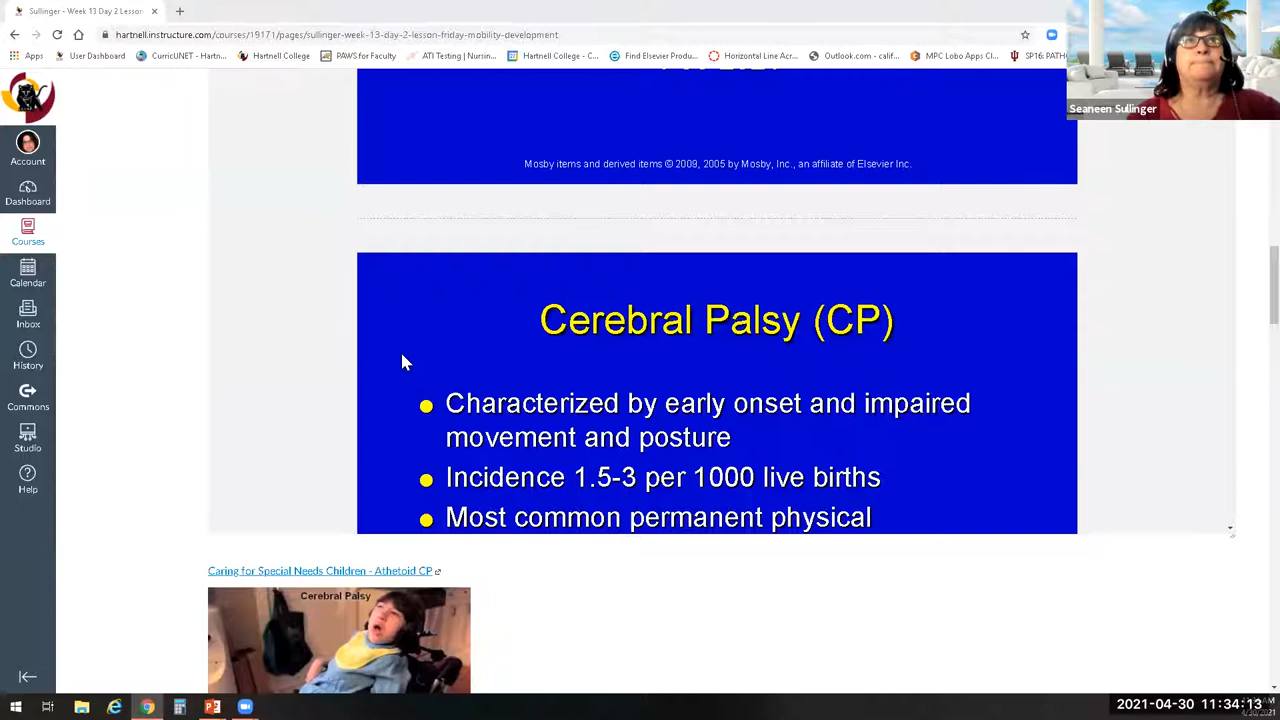 Sullinger - Week 13 Day 2 Lesson
hartnell.instructure.com/courses/19171/pages/sullinger-week-13-day-2-lesson-friday-mobility-development
Apps
User Dashboard
CurricUNET - Hartn...
Hartnell College
PAWS for Faculty
ATI Testing | Nursin...
Hartnell College - C...
Find Elsevier Produ...
Horizontal Line Acr...
Outlook.com - calif...
MPC Lobo Apps Cl...
SP16: PATH
Seaneen Sullinger
Account
Dashboard
Courses
Calendar
Inbox
History
Commons
Studio
Help
Mosby items and derived items © 2009, 2005 by Mosby, Inc., an affiliate of Elsevier Inc.
Cerebral Palsy (CP)
Characterized by early onset and impaired
movement and posture
Incidence 1.5-3 per 1000 live births
Most common permanent physical
Caring for Special Needs Children - Athetoid CP
Cerebral Palsy
2021-04-30 11:34:13